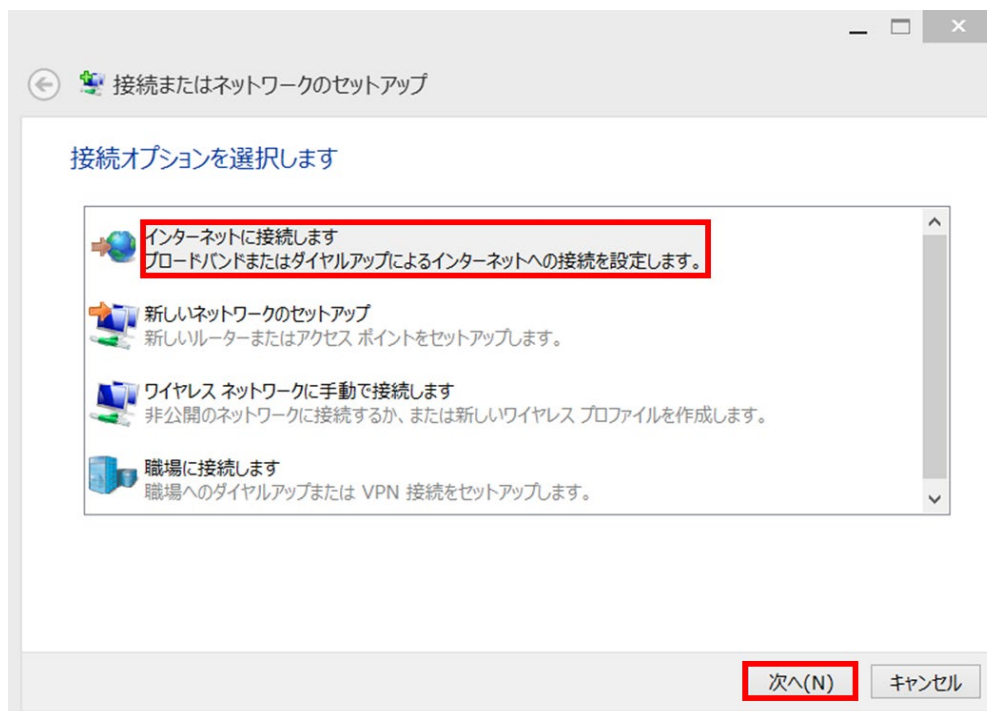 接続またはネットワークのセットアップ
接続オプションを選択します
インターネットに接続します
ブロードバンドまたはダイヤルアップによるインターネットへの接続を設定します。
新しいネットワークのセットアップ
新しいルーターまたはアクセス ポイントをセットアップします。
ワイヤレス ネットワークに手動で接続します
非公開のネットワークに接続するか、または新しいワイヤレス プロファイルを作成します。
職場に接続します
職場へのダイヤルアップまたは VPN 接続をセットアップします。
次へ(N)
キャンセル